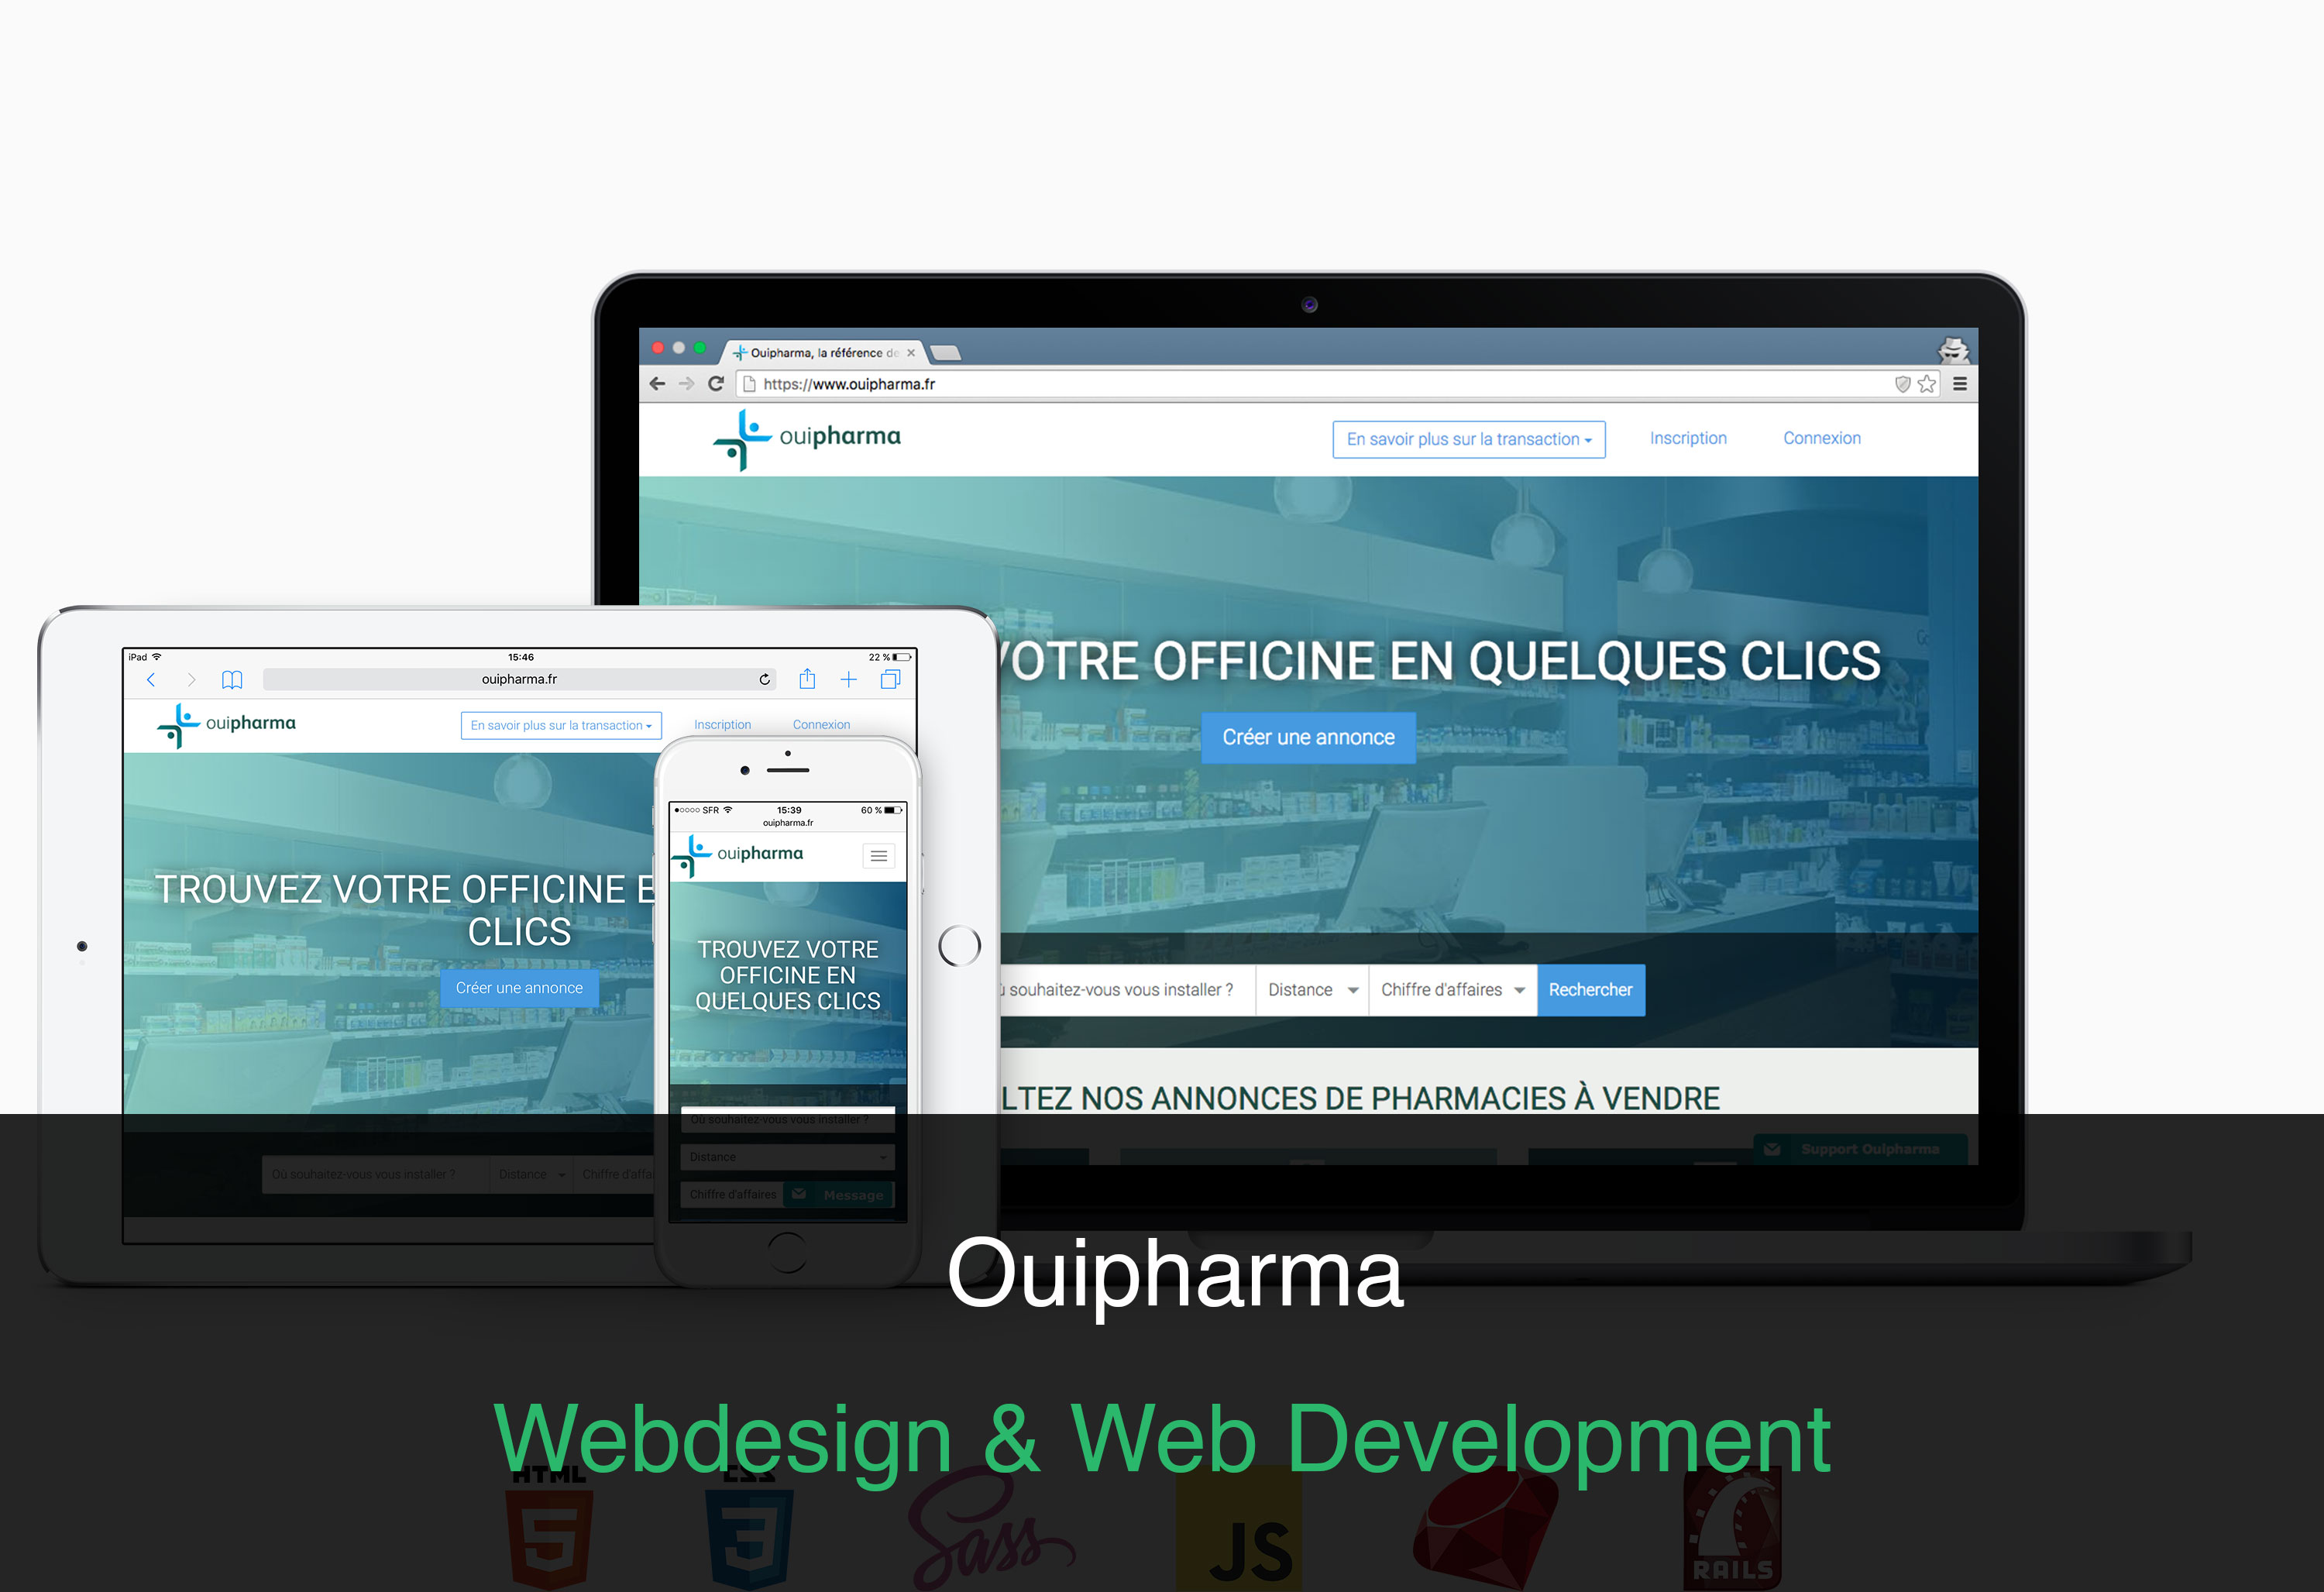 Ouipharma, la référence de
https://www.ouipharma.fr
ouipharma
En savoir plus sur la transaction
Inscription
Connexion
OTRE OFFICINE EN QUELQUES CLICS
Créer une annonce
souhaitez-vous vous installer ?
Distance
Chiffre d'affaires
Rechercher
LTEZ NOS ANNONCES DE PHARMACIES À VENDRE
Support Ouipharma
iPad
15:46
22 %
ouipharma.fr
ouipharma
En savoir plus sur la transaction
Inscription
Connexion
TROUVEZ VOTRE OFFICINE E
CLICS
Créer une annonce
Où souhaitez-vous vous installer ?
Distance
Chiffre d'affa
SFR
15:39
60 %
ouipharma.fr
ouipharma
TROUVEZ VOTRE
OFFICINE EN
QUELQUES CLICS
Où souhaitez-vous vous installer ?
Distance
Chiffre d'affaires
Message
Ouipharma
Webdesign & Web Development
HTML
5
CSS
3
Sass
JS
RAILS